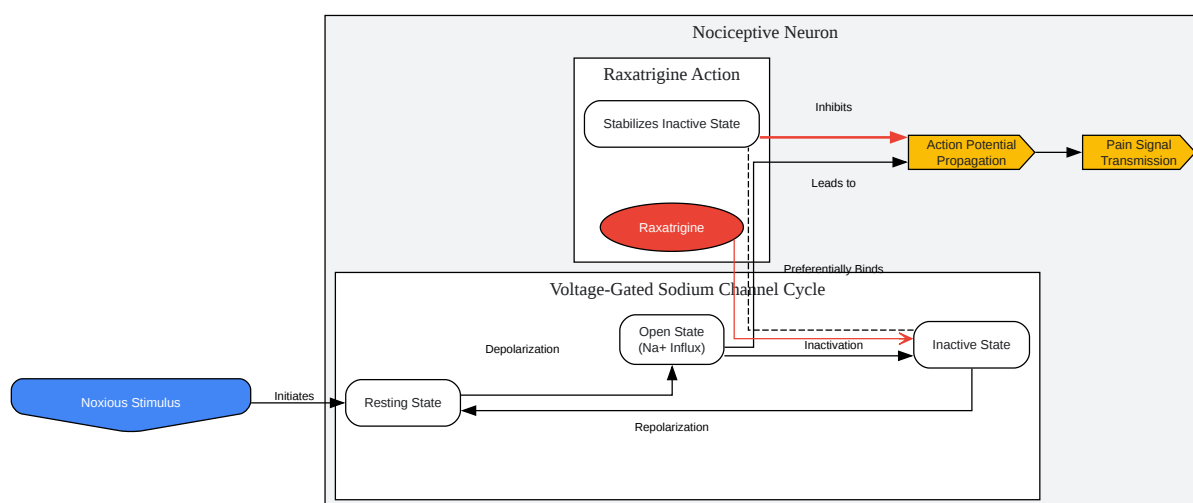 Nociceptive Neuron
Raxatrigine Action
Stabilizes Inactive State
Inhibits
Action Potential
Propagation
Pain Signal
Transmission
Leads to
Raxatrigine
Preferentially Binds
Voltage-Gated Sodium Channel Cycle
Open State
(Na+ Influx)
Depolarization
Inactivation
Inactive State
Noxious Stimulus
Initiates
Resting State
Repolarization